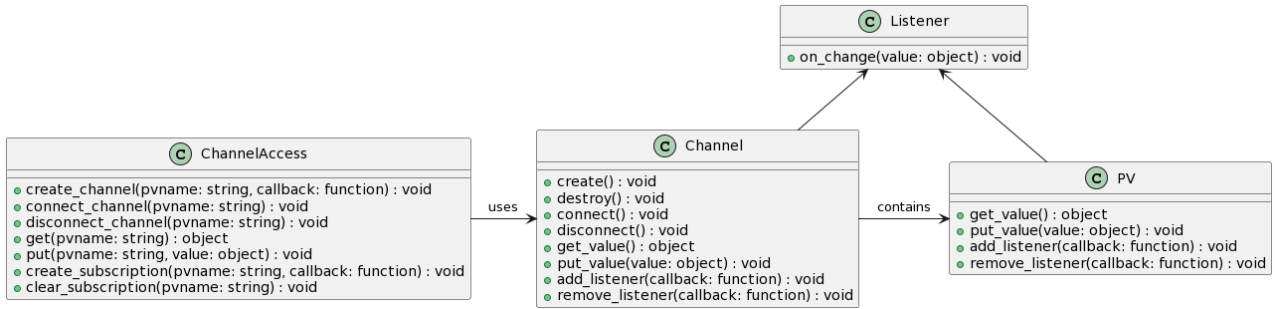 C Listener
on_change(value: object) : void
C ChannelAccess
create_channel(pvname: string, callback: function) : void
connect_channel(pvname: string) : void
disconnect_channel(pvname: string) : void
get(pvname: string) : object
put(pvname: string, value: object) : void
create_subscription(pvname: string, callback: function) : void
clear_subscription(pvname: string) : void
uses
C Channel
create() : void
destroy() : void
connect() : void
disconnect() : void
get_value() : object
put_value(value: object) : void
add_listener(callback: function) : void
remove_listener(callback: function) : void
contains
C PV
get_value() : object
put_value(value: object) : void
add_listener(callback: function) : void
remove_listener(callback: function) : void